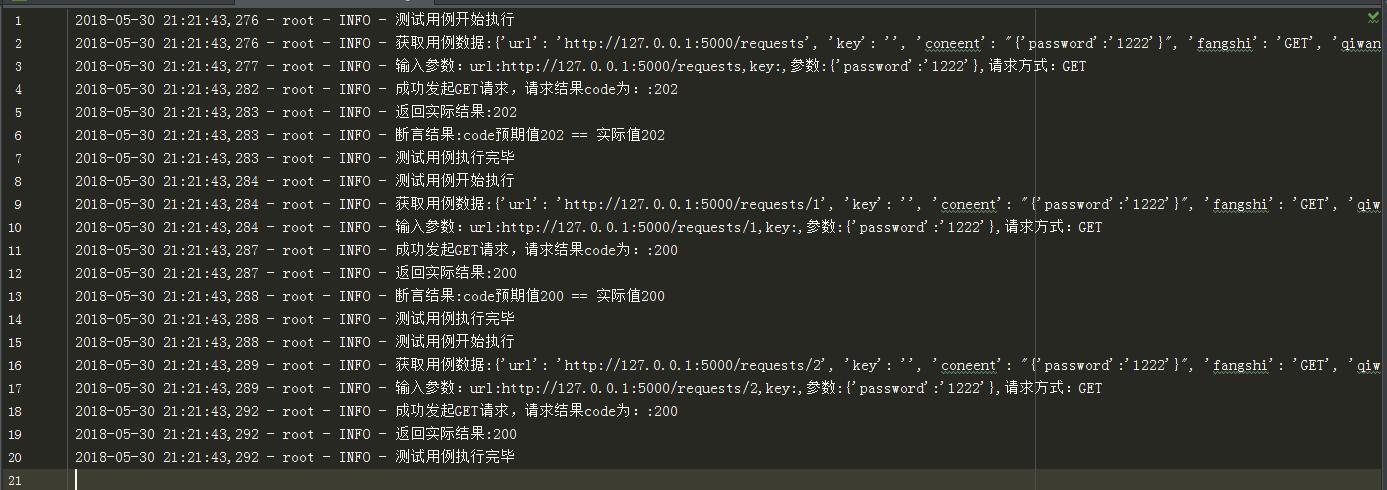 1 2018-05-30 21:21:43,276 - root - INFO - 测试用例开始执行
2 2018-05-30 21:21:43,276 - root - INFO - 获取用例数据:{'url': 'http://127.0.0.1:5000/requests', 'key': '', 'coneent': "{'password':'1222'}", 'fangshi': 'GET', 'qiwan
3 2018-05-30 21:21:43,277 - root - INFO - 输入参数：url:http://127.0.0.1:5000/requests,key:,参数:{'password':'1222'},请求方式：GET
4 2018-05-30 21:21:43,282 - root - INFO - 成功发起GET请求，请求结果code为：:202
5 2018-05-30 21:21:43,283 - root - INFO - 返回实际结果:202
6 2018-05-30 21:21:43,283 - root - INFO - 断言结果:code预期值202 == 实际值202
7 2018-05-30 21:21:43,283 - root - INFO - 测试用例执行完毕
8 2018-05-30 21:21:43,284 - root - INFO - 测试用例开始执行
9 2018-05-30 21:21:43,284 - root - INFO - 获取用例数据:{'url': 'http://127.0.0.1:5000/requests/1', 'key': '', 'coneent': "{'password':'1222'}", 'fangshi': 'GET', 'qiw
10 2018-05-30 21:21:43,284 - root - INFO - 输入参数：url:http://127.0.0.1:5000/requests/1,key:,参数:{'password':'1222'},请求方式：GET
11 2018-05-30 21:21:43,287 - root - INFO - 成功发起GET请求，请求结果code为：:200
12 2018-05-30 21:21:43,287 - root - INFO - 返回实际结果:200
13 2018-05-30 21:21:43,288 - root - INFO - 断言结果:code预期值200 == 实际值200
14 2018-05-30 21:21:43,288 - root - INFO - 测试用例执行完毕
15 2018-05-30 21:21:43,288 - root - INFO - 测试用例开始执行
16 2018-05-30 21:21:43,289 - root - INFO - 获取用例数据:{'url': 'http://127.0.0.1:5000/requests/2', 'key': '', 'coneent': "{'password':'1222'}", 'fangshi': 'GET', 'qiw
17 2018-05-30 21:21:43,289 - root - INFO - 输入参数：url:http://127.0.0.1:5000/requests/2,key:,参数:{'password':'1222'},请求方式：GET
18 2018-05-30 21:21:43,292 - root - INFO - 成功发起GET请求，请求结果code为：:200
19 2018-05-30 21:21:43,292 - root - INFO - 返回实际结果:200
20 2018-05-30 21:21:43,292 - root - INFO - 测试用例执行完毕
21